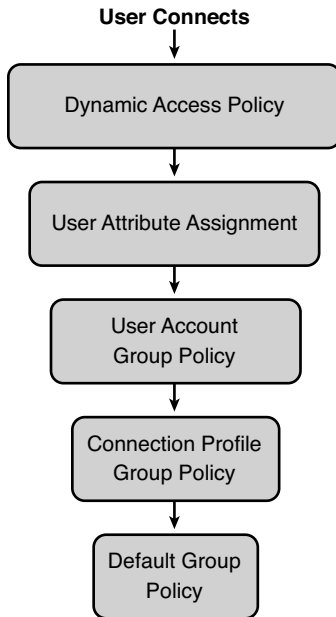 User Connects
Dynamic Access Policy
User Attribute Assignment
User Account
Group Policy
Connection Profile
Group Policy
Default Group
Policy